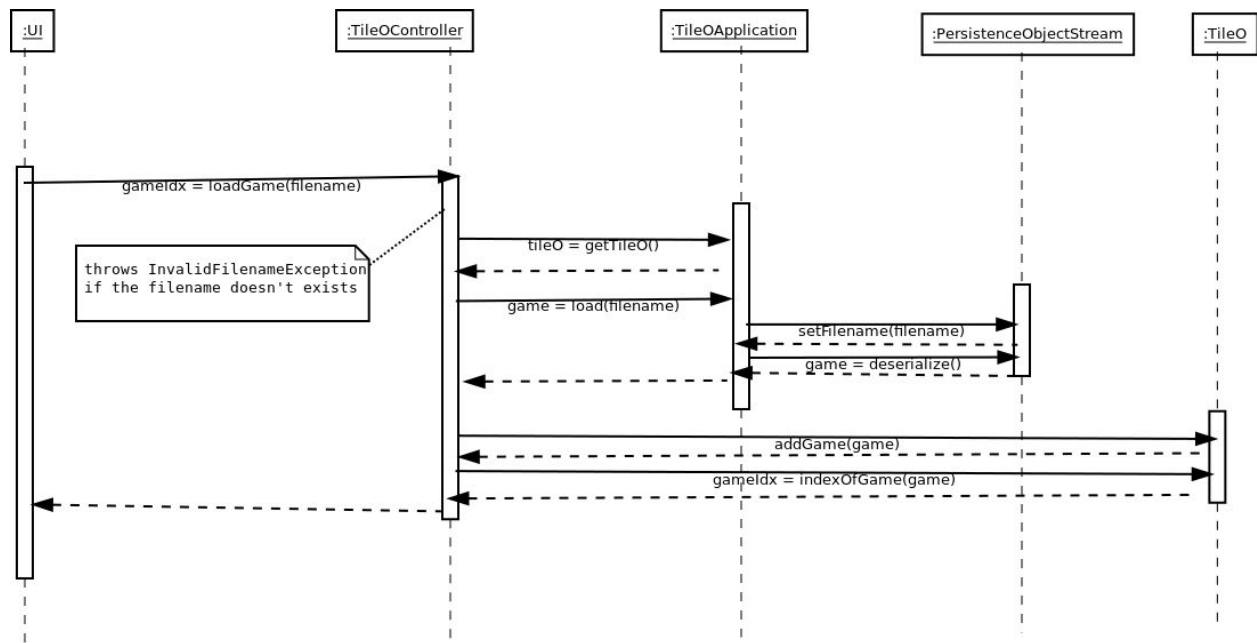 :UI
:TileOController
:TileOApplication
:PersistenceObjectStream
:TileO
gameIdx = loadGame(filename)
throws InvalidFilenameException
if the filename doesn't exists
tileO = getTileO()
game = load(filename)
setFilename(filename)
game = deserialize()
addGame(game)
gameIdx = indexOfGame(game)